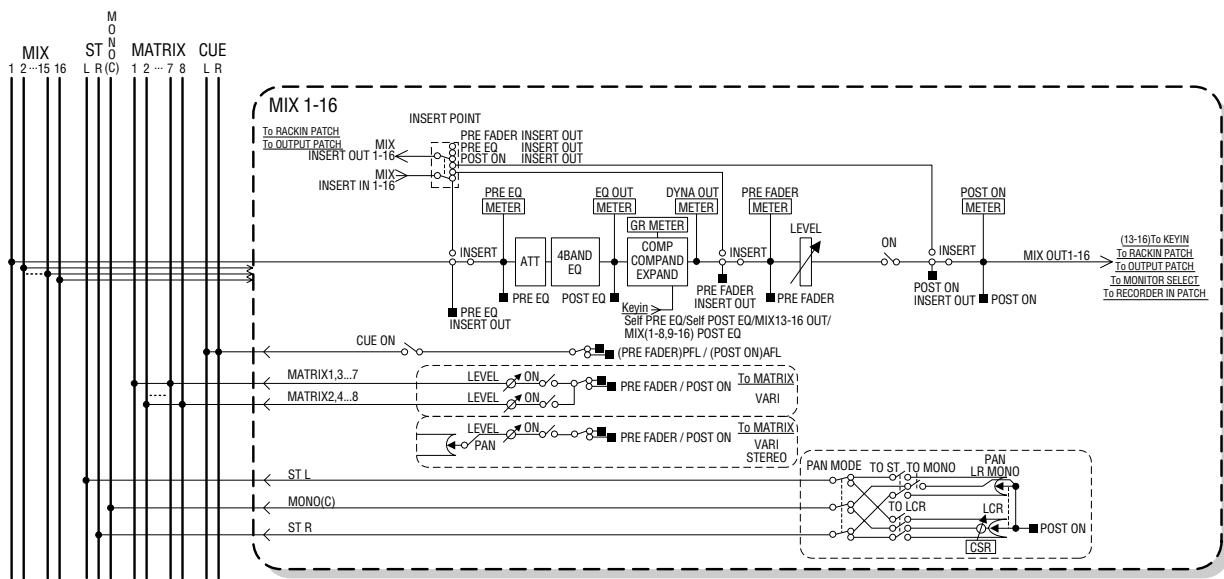 MONO(C)
MIX ST MATRIX CUE
1 2 ··· 15 16 L R 1 2 ··· 7 8 L R
MIX 1-16
INSERT POINT
To RACKIN PATCH
To OUTPUT PATCH
MIX
INSERT OUT 1-16
PRE FADER INSERT OUT
PRE EQ INSERT OUT
POST ON INSERT OUT
MIX
INSERT IN 1-16
PRE EQ
METER
EQ OUT
METER
DYNA OUT
METER
PRE FADER
METER
POST ON
METER
GR METER
LEVEL
INSERT
ATT
4BAND
EQ
COMP
COMPAND
EXPAND
INSERT
ON
INSERT
MIX OUT1-16
(13-16)To KEYIN
To RACKIN PATCH
To OUTPUT PATCH
To MONITOR SELECT
To RECORDER IN PATCH
PRE EQ
INSERT OUT
PRE EQ
POST EQ
PRE FADER
INSERT OUT
PRE FADER
POST ON
INSERT OUT
POST ON
Keyin
Self PRE EQ/Self POST EQ/MIX13-16 OUT/
MIX(1-8,9-16) POST EQ
CUE ON
(PRE FADER)PFL / (POST ON)AFL
MATRIX1,3...7
LEVEL ON
MATRIX2,4...8
LEVEL ON
PRE FADER / POST ON
To MATRIX
VARI
LEVEL ON
PAN
PRE FADER / POST ON
To MATRIX
VARI
STEREO
ST L
MONO(C)
ST R
PAN MODE TO ST TO MONO
PAN
LR MONO
TO LCR
LCR
CSR
POST ON